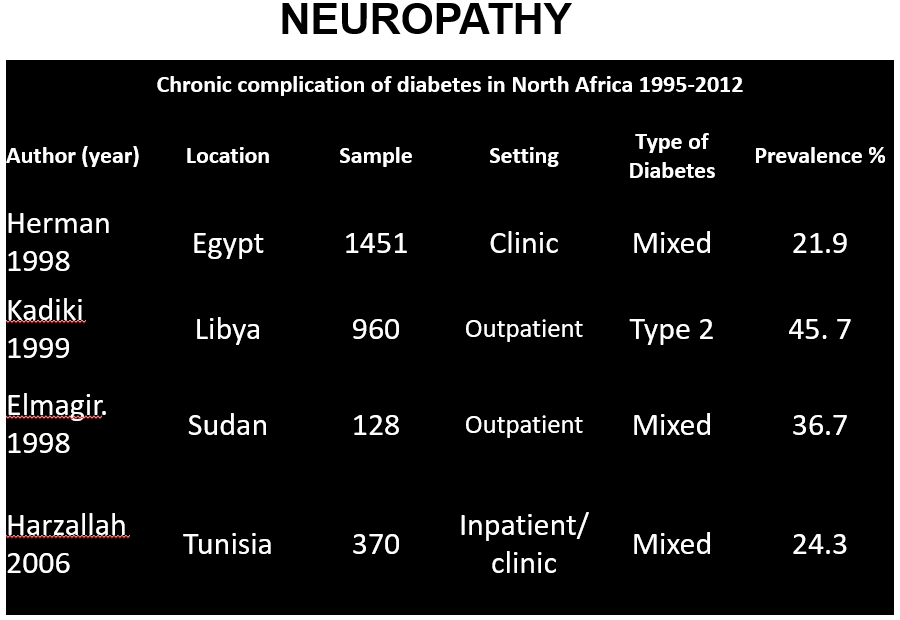 NEUROPATHY
Chronic complication of diabetes in North Africa 1995-2012
Author (year) Location Sample Setting Type of Diabetes Prevalence %
Herman 1998 Egypt 1451 Clinic Mixed 21.9
Kadiki 1999 Libya 960 Outpatient Type 2 45. 7
Elmagir. 1998 Sudan 128 Outpatient Mixed 36.7
Harzallah 2006 Tunisia 370 Inpatient/ clinic Mixed 24.3